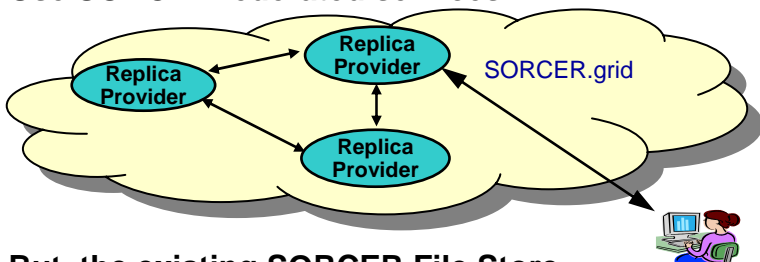 Replica
Provider
SORCER.grid
Replica
Provider
Replica
Provider
But, the existing SORCER File Store